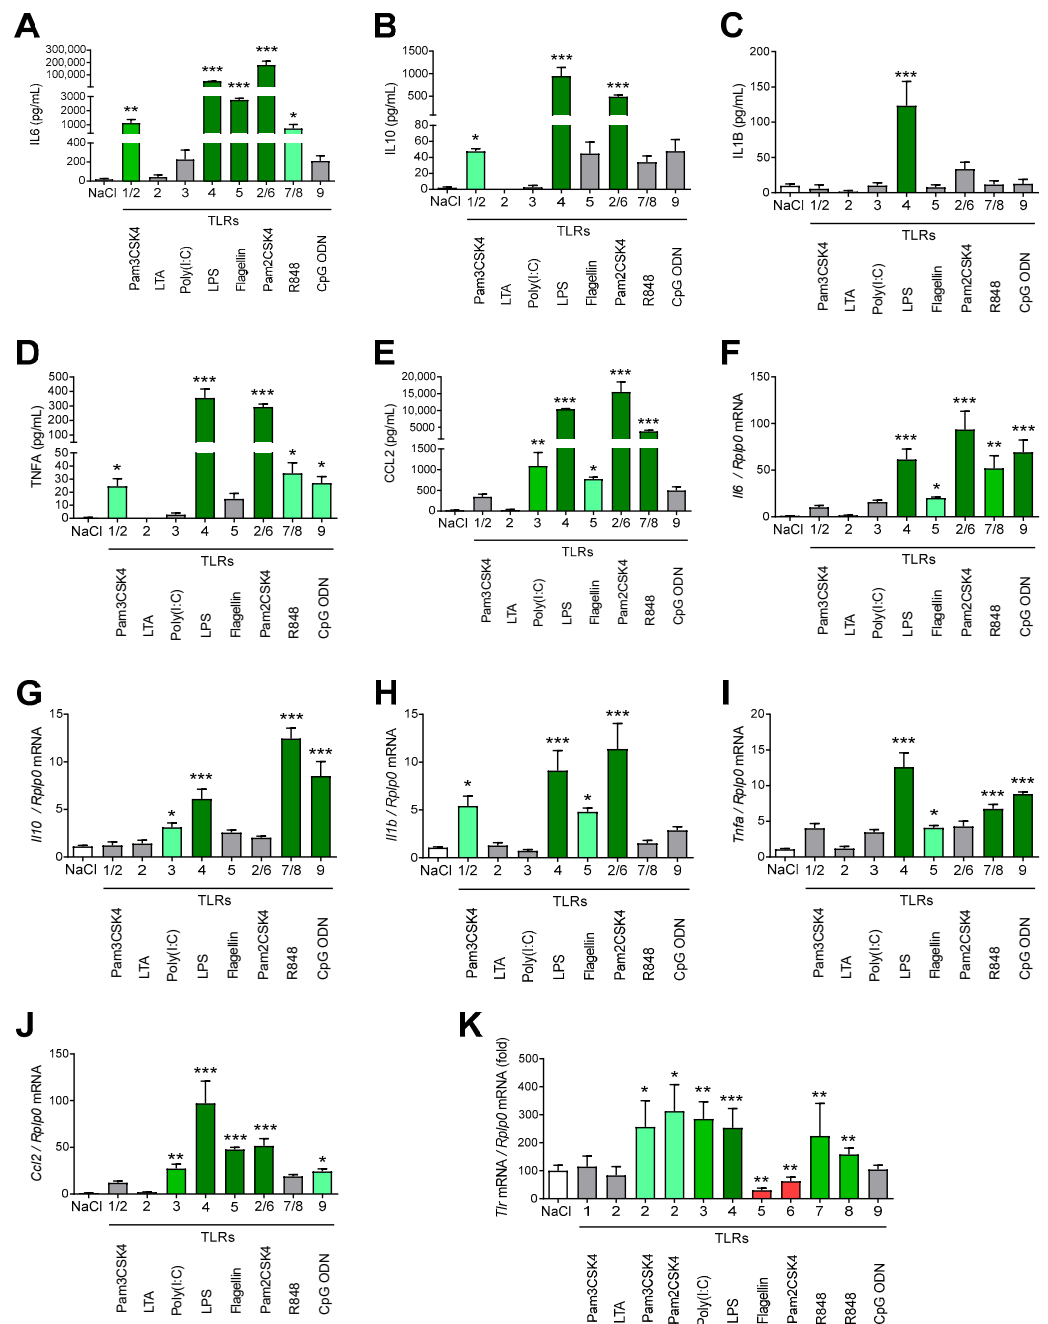 A
IL6 (pg/mL)
300,000
200,000
100,000
3000
2000
1000
400
200
0
** *** *** *** *
NaCl 1/2 2 3 4 5 2/6 7/8 9
TLRs
Pam3CSK4 LTA Poly(I:C) LPS Flagellin Pam2CSK4 R848 CpG ODN
B
IL10 (pg/mL)
1500
1000
500
80
60
40
20
0
* *** ***
NaCl 1/2 2 3 4 5 2/6 7/8 9
TLRs
Pam3CSK4 LTA Poly(I:C) LPS Flagellin Pam2CSK4 R848 CpG ODN
C
IL1B (pg/mL)
200
150
100
50
0
***
NaCl 1/2 2 3 4 5 2/6 7/8 9
TLRs
Pam3CSK4 LTA Poly(I:C) LPS Flagellin Pam2CSK4 R848 CpG ODN
D
TNFA (pg/mL)
500
400
300
200
100
50
40
30
20
10
0
* *** *** * *
NaCl 1/2 2 3 4 5 2/6 7/8 9
TLRs
Pam3CSK4 LTA Poly(I:C) LPS Flagellin Pam2CSK4 R848 CpG ODN
E
CCL2 (pg/mL)
20,000
15,000
10,000
5,000
1500
1000
500
0
** *** * *** ***
NaCl 1/2 2 3 4 5 2/6 7/8 9
TLRs
Pam3CSK4 LTA Poly(I:C) LPS Flagellin Pam2CSK4 R848 CpG ODN
F
Il6 / Rplp0 mRNA
150
100
50
0
*** * *** ** ***
NaCl 1/2 2 3 4 5 2/6 7/8 9
TLRs
Pam3CSK4 LTA Poly(I:C) LPS Flagellin Pam2CSK4 R848 CpG ODN
G
Il10 / Rplp0 mRNA
15
10
5
0
* *** *** ***
NaCl 1/2 2 3 4 5 2/6 7/8 9
TLRs
Pam3CSK4 LTA Poly(I:C) LPS Flagellin Pam2CSK4 R848 CpG ODN
H
Il1b / Rplp0 mRNA
15
10
5
0
* *** * ***
NaCl 1/2 2 3 4 5 2/6 7/8 9
TLRs
Pam3CSK4 LTA Poly(I:C) LPS Flagellin Pam2CSK4 R848 CpG ODN
I
Tnfa / Rplp0 mRNA
20
15
10
5
0
*** * *** ***
NaCl 1/2 2 3 4 5 2/6 7/8 9
TLRs
Pam3CSK4 LTA Poly(I:C) LPS Flagellin Pam2CSK4 R848 CpG ODN
J
Ccl2 / Rplp0 mRNA
150
100
50
0
** *** *** *** *
NaCl 1/2 2 3 4 5 2/6 7/8 9
TLRs
Pam3CSK4 LTA Poly(I:C) LPS Flagellin Pam2CSK4 R848 CpG ODN
K
Tlr mRNA / Rplp0 mRNA (fold)
500
400
300
200
100
0
* * ** *** ** ** ** **
NaCl 1 2 2 2 3 4 5 6 7 8 9
TLRs
Pam3CSK4 LTA Pam3CSK4 Pam2CSK4 Poly(I:C) LPS Flagellin Pam2CSK4 R848 R848 CpG ODN